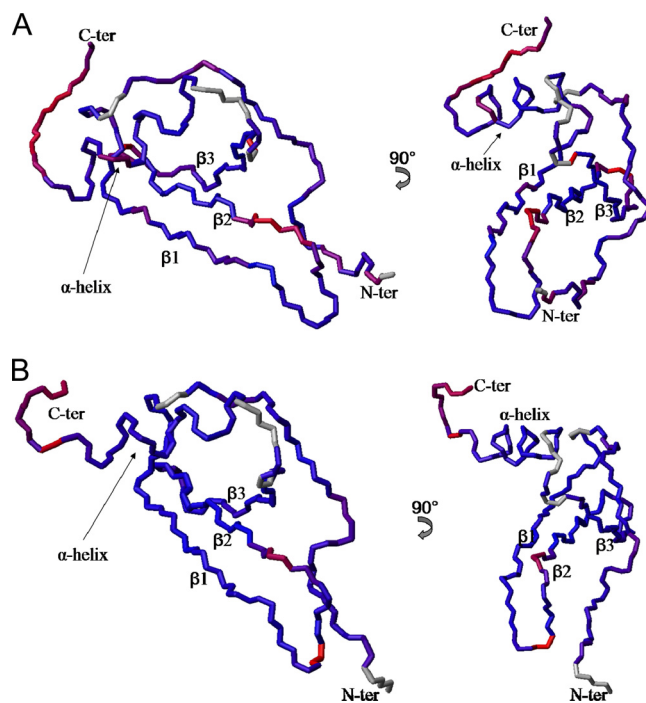 A
C-ter
β3
β2
β1
α-helix
N-ter
90°
C-ter
α-helix
β1
β2
β3
N-ter
B
C-ter
α-helix
β3
β2
β1
N-ter
90°
C-ter
α-helix
β1
β2
β3
N-ter